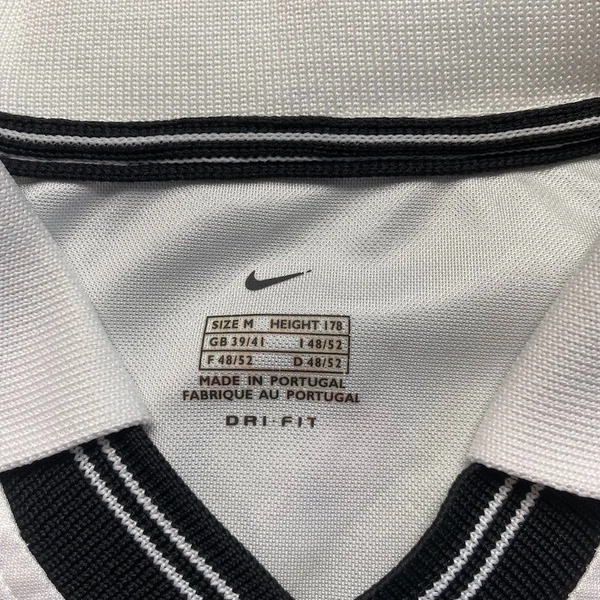 SIZE M HEIGHT 178
GB 39/41 I 48/52
F 48/52 D 48/52
MADE IN PORTUGAL
FABRIQUE AU PORTUGAL
DRI-FIT